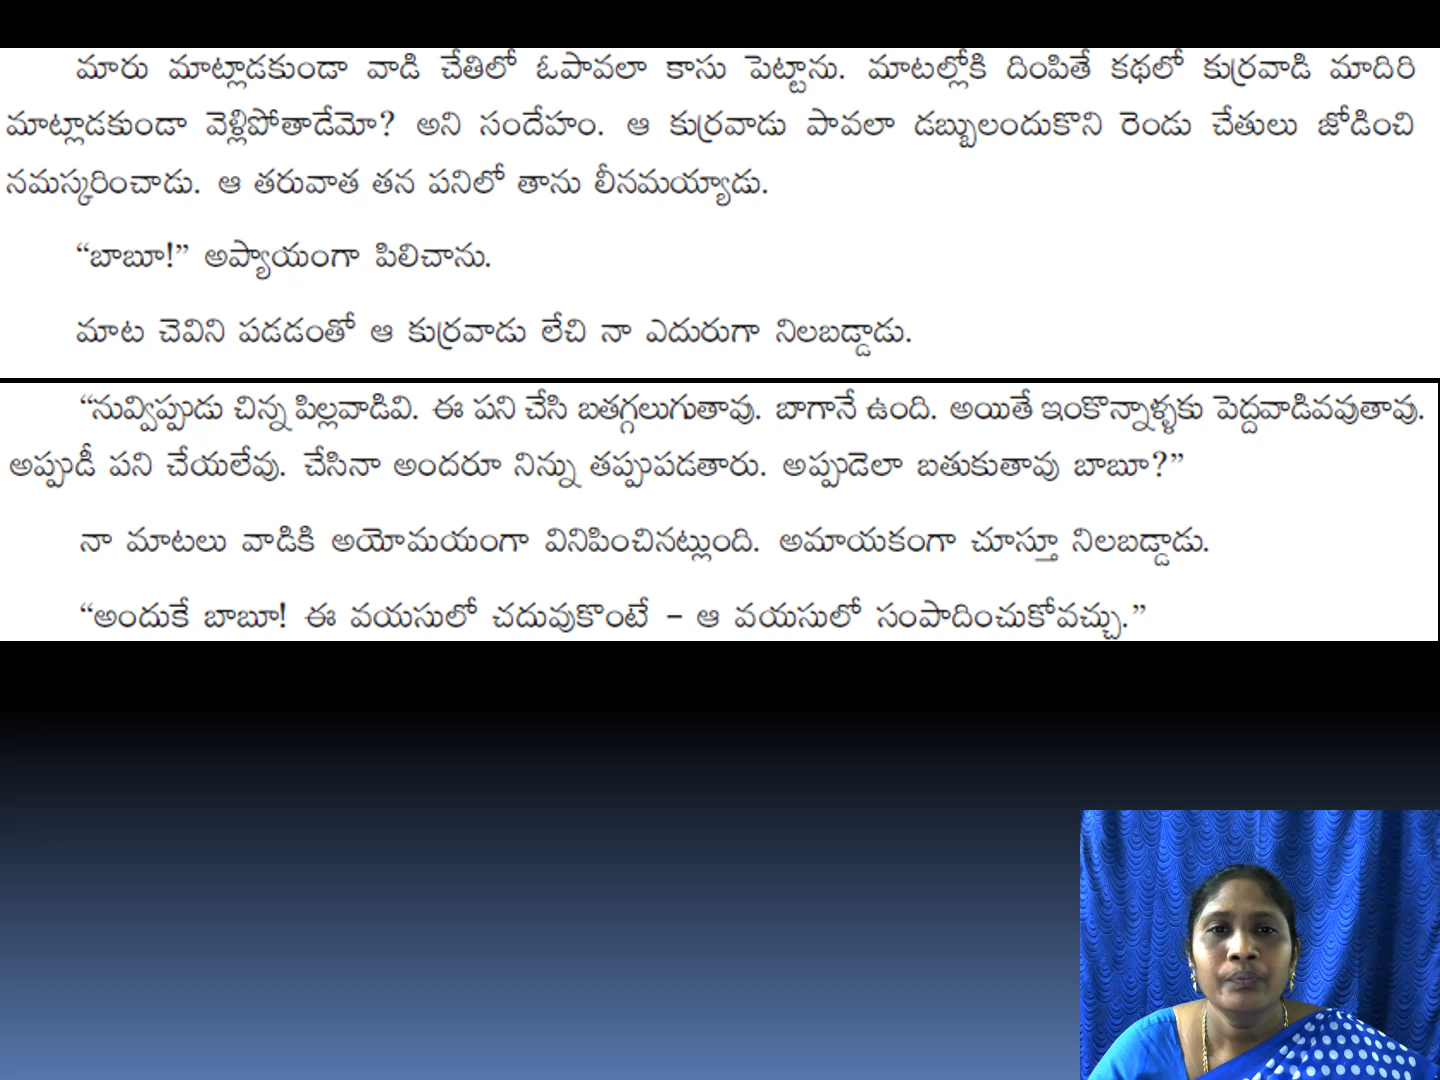 మారు మాట్లాడకుండా వాడి చేతిలో ఓపావలా కాసు పెట్టాను. మాటల్లోకి దింపితే కథలో కుర్రవాడి మాదిరి
మాట్లాడకుండా వెళ్లిపోతాడేమో? అని సందేహం. ఆ కుర్రవాడు పావలా డబ్బులందుకొని రెండు చేతులు జోడించి
నమస్కరించాడు. ఆ తరువాత తన పనిలో తాను లీనమయ్యాడు.
“బాబూ!” అప్యాయంగా పిలిచాను.
మాట చెవిని పడడంతో ఆ కుర్రవాడు లేచి నా ఎదురుగా నిలబడ్డాడు.
“నువ్విప్పుడు చిన్న పిల్లవాడివి. ఈ పని చేసి బతగ్గలుగుతావు. బాగానే ఉంది. అయితే ఇంకొన్నాళ్ళకు పెద్దవాడివవుతావు.
అప్పుడీ పని చేయలేవు. చేసినా అందరూ నిన్ను తప్పుపడతారు. అప్పుడెలా బతుకుతావు బాబూ?”
నా మాటలు వాడికి అయోమయంగా వినిపించినట్లుంది. అమాయకంగా చూస్తూ నిలబడ్డాడు.
“అందుకే బాబూ! ఈ వయసులో చదువుకొంటే – ఆ వయసులో సంపాదించుకోవచ్చు.”